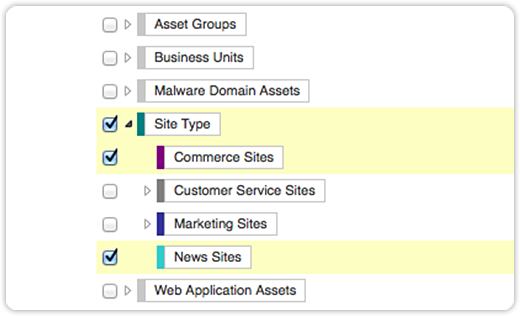 Asset Groups
Business Units
Malware Domain Assets
Site Type
Commerce Sites
Customer Service Sites
Marketing Sites
News Sites
Web Application Assets